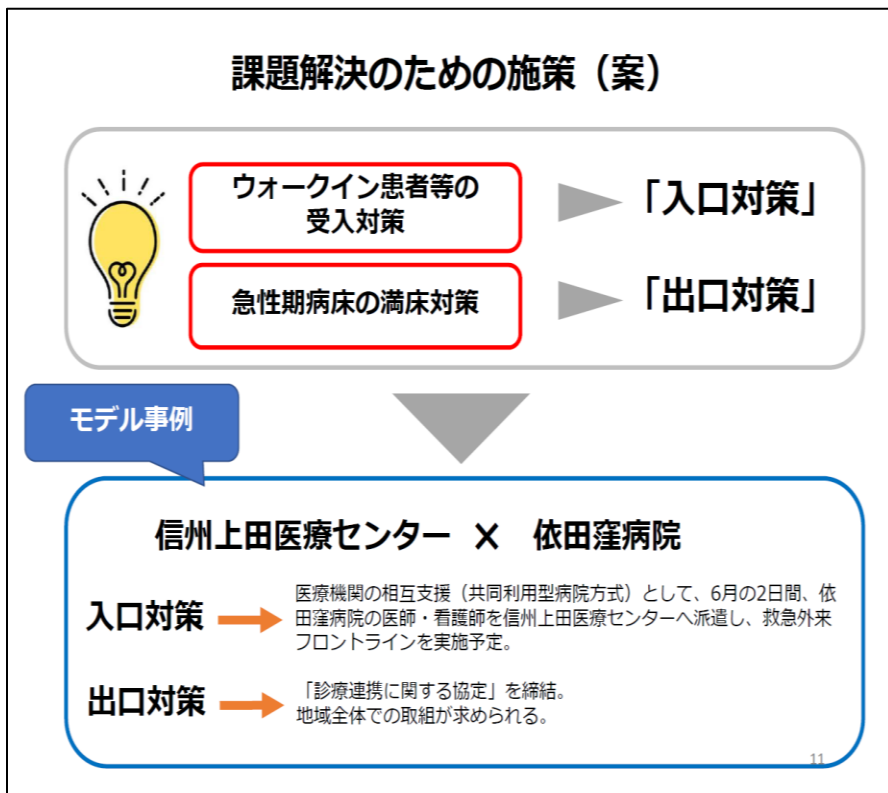 課題解決のための施策（案）
ウォークイン患者等の
受入対策
「入口対策」
急性期病床の満床対策
「出口対策」
モデル事例
信州上田医療センター × 依田窪病院
入口対策
医療機関の相互支援（共同利用型病院方式）として、6月の2日間、依
田窪病院の医師・看護師を信州上田医療センターへ派遣し、救急外来
フロントラインを実施予定。
出口対策
「診療連携に関する協定」を締結。
地域全体での取組が求められる。
11